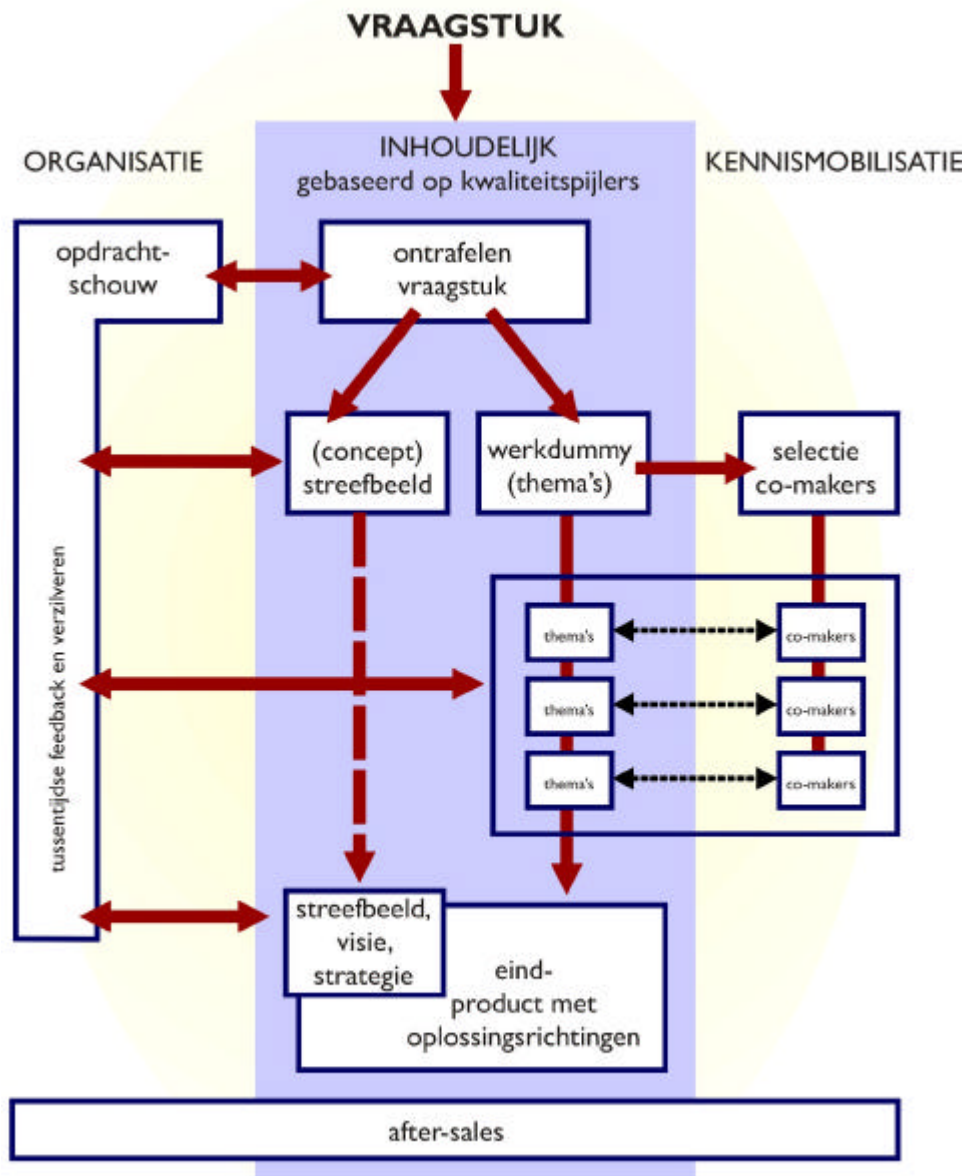 VRAAGSTUK
ORGANISATIE
INHOUDELIJK
gebaseerd op kwaliteitspijlers
KENNISMOBILISATIE
opdracht-
schouw
ontrafelen
vraagstuk
(concept)
streefbeeld
werkdummy
(thema's)
selectie
co-makers
tussentijdse feedback en verzilveren
thema's
co-makers
thema's
co-makers
thema's
co-makers
streefbeeld,
visie,
strategie
eind-
product met
oplossingsrichtingen
after-sales